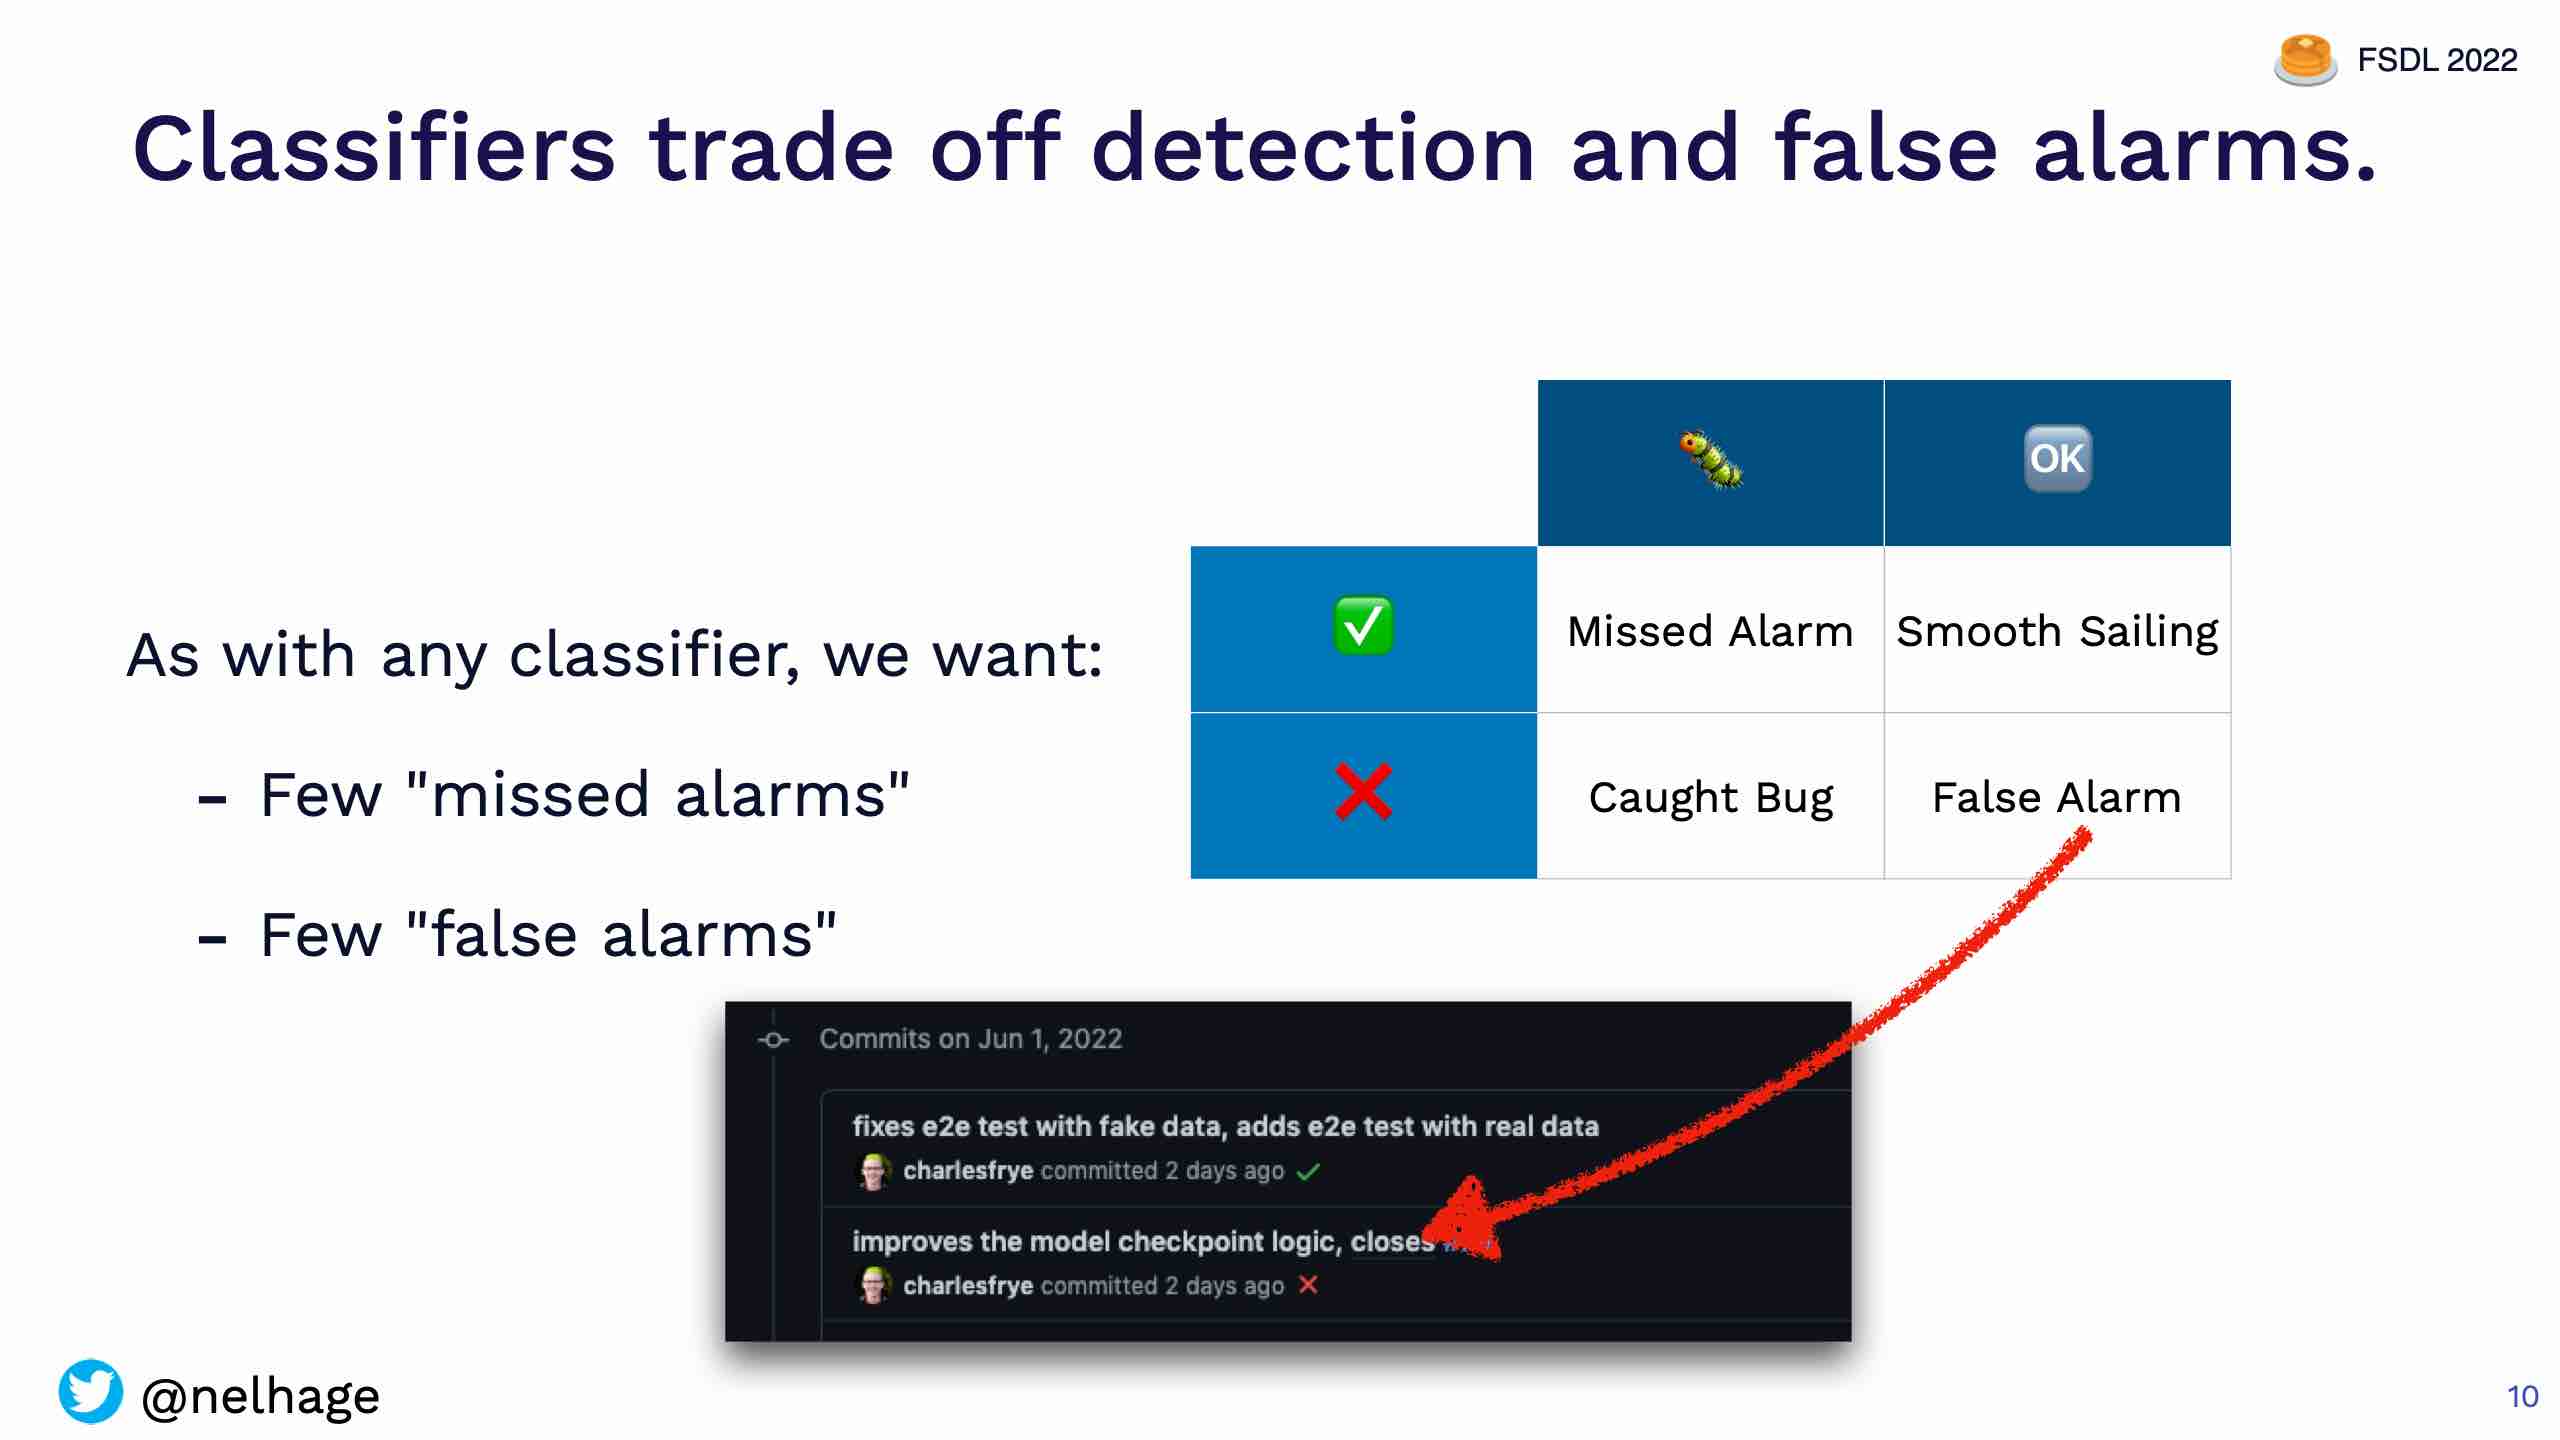 FSDL 2022
Classifiers trade off detection and false alarms.
OK
As with any classifier, we want:
- Few "missed alarms"
- Few "false alarms"
Missed Alarm
Smooth Sailing
Caught Bug
False Alarm
Commits on Jun 1, 2022
fixes e2e test with fake data, adds e2e test with real data
charlesfrye committed 2 days ago
improves the model checkpoint logic, closes
charlesfrye committed 2 days ago
@nelhage
10